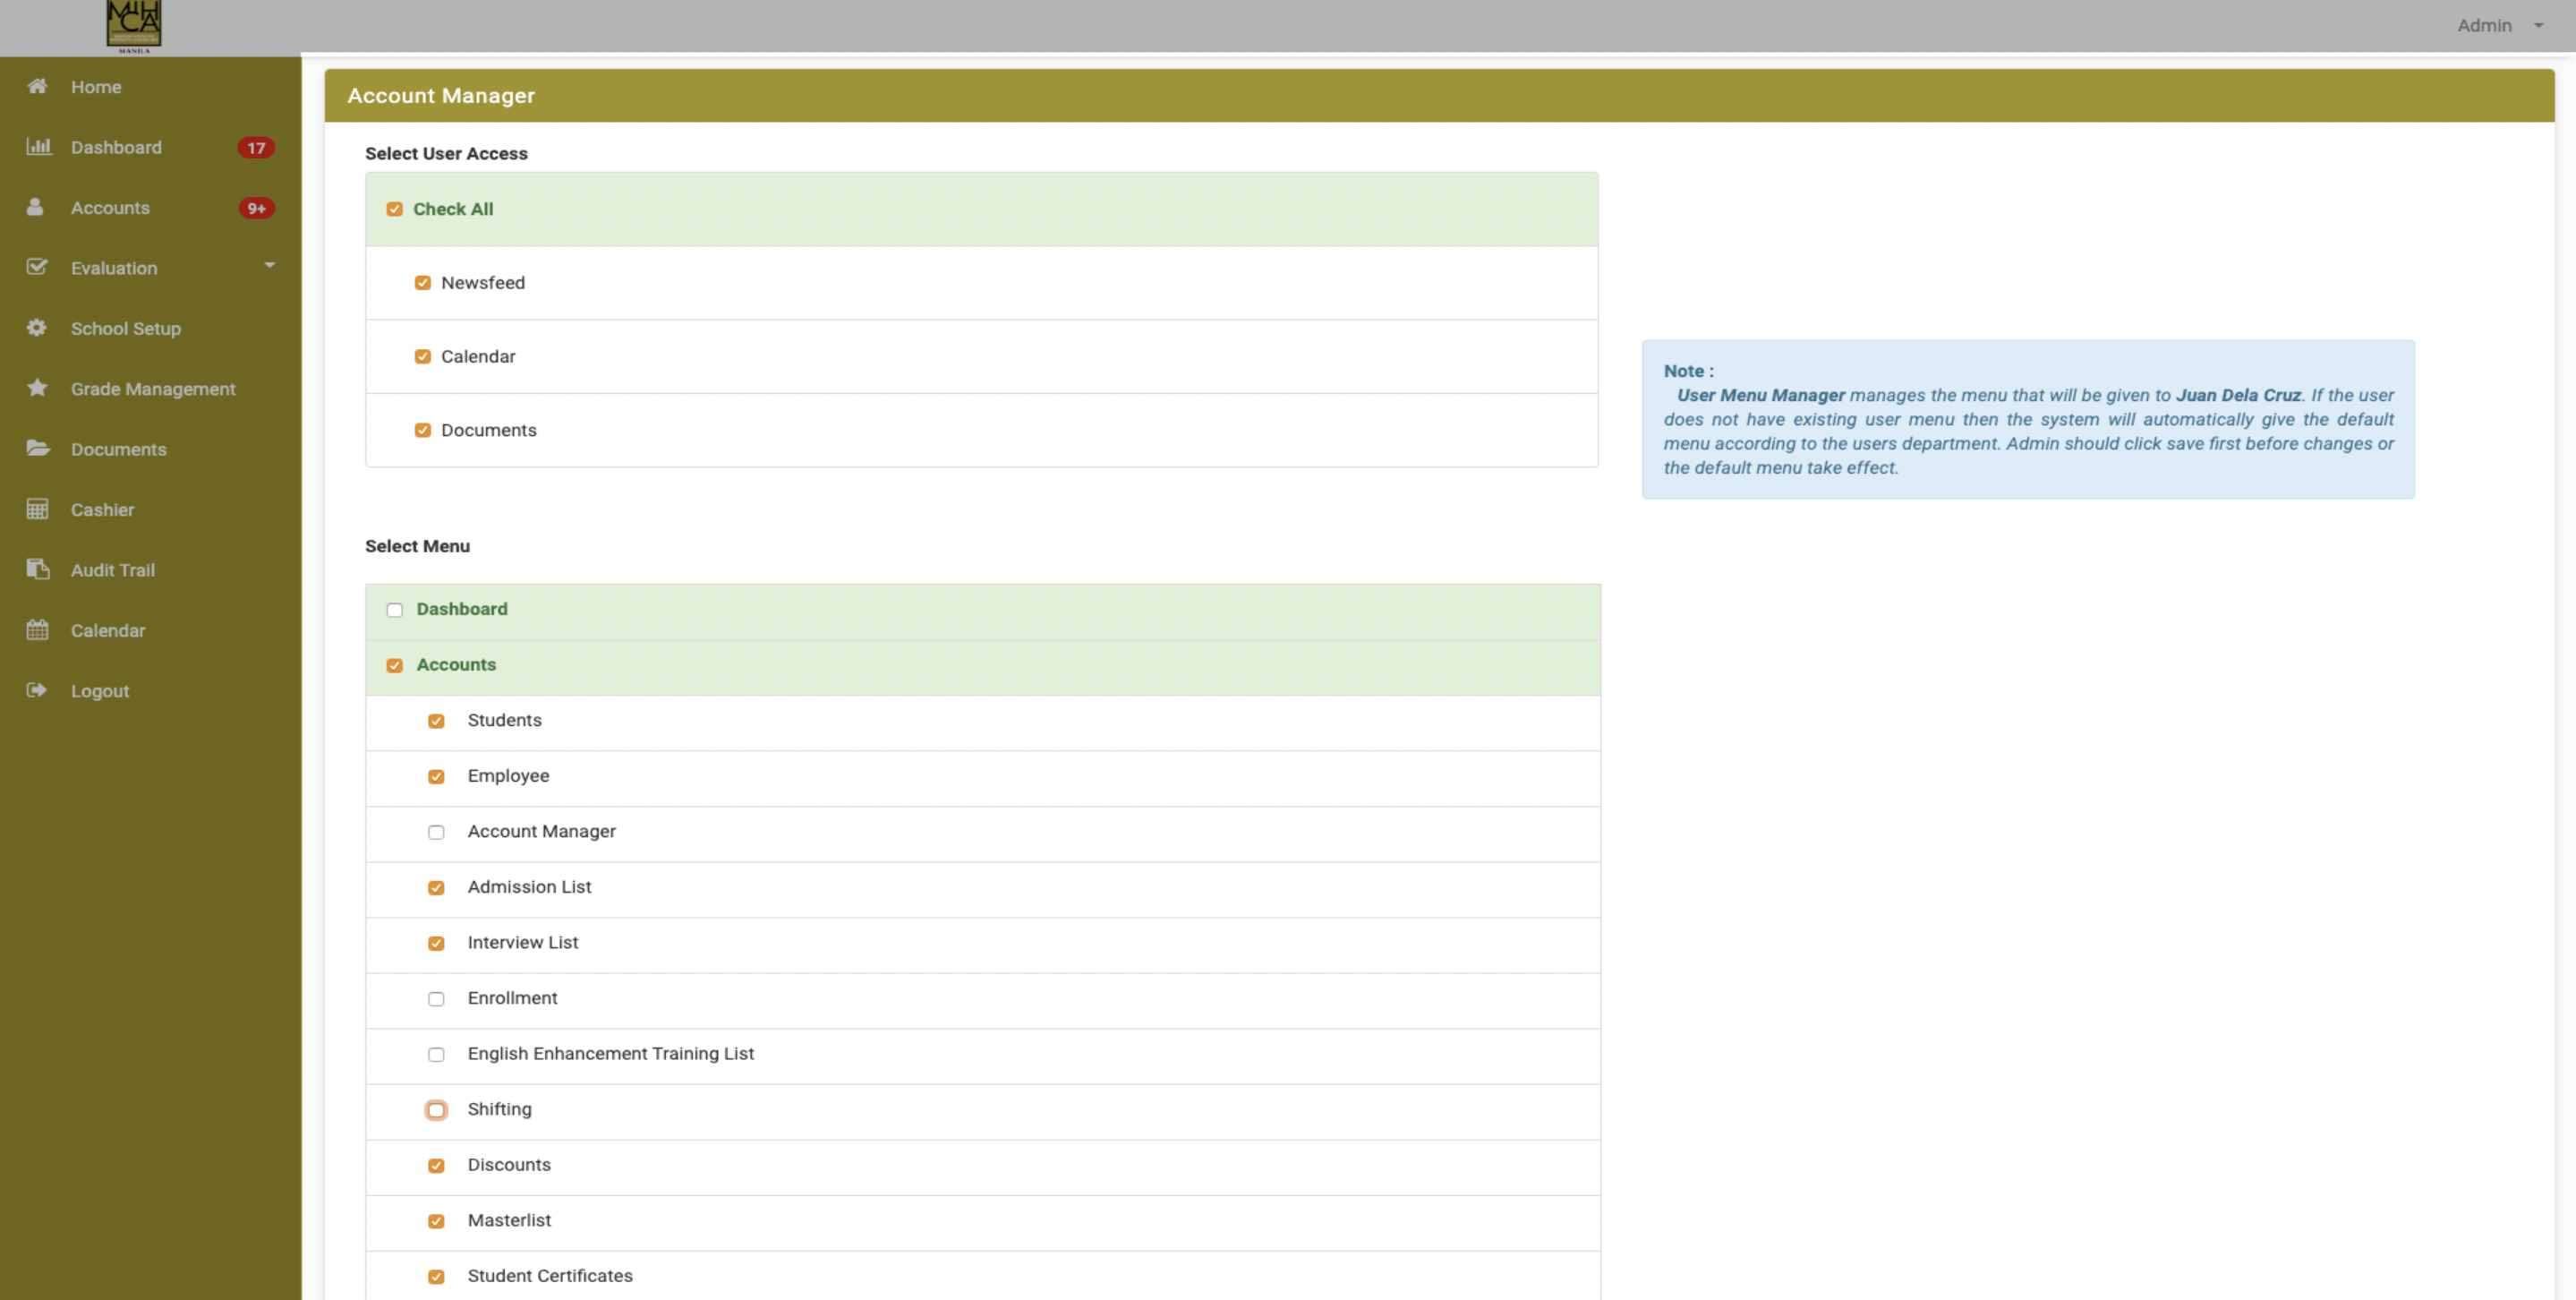 MIHCA
MANILA
Admin
Home
Dashboard 17
Accounts 9+
Evaluation
School Setup
Grade Management
Documents
Cashier
Audit Trail
Calendar
Logout
Account Manager
Select User Access
Check All
Newsfeed
Calendar
Documents
Note :
User Menu Manager manages the menu that will be given to Juan Dela Cruz. If the user
does not have existing user menu then the system will automatically give the default
menu according to the users department. Admin should click save first before changes or
the default menu take effect.
Select Menu
Dashboard
Accounts
Students
Employee
Account Manager
Admission List
Interview List
Enrollment
English Enhancement Training List
Shifting
Discounts
Masterlist
Student Certificates